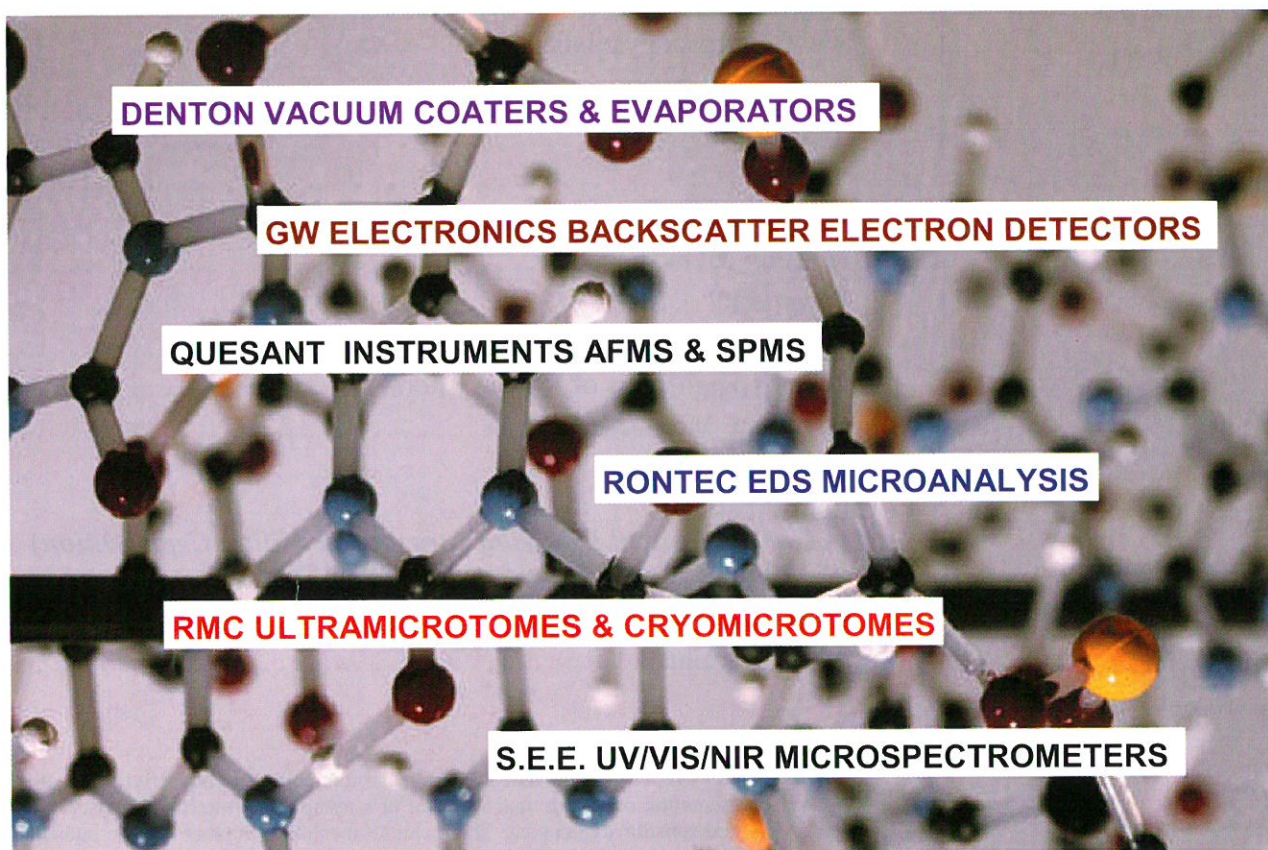 DENTON VACUUM COATERS & EVAPORATORS
GW ELECTRONICS BACKSCATTER ELECTRON DETECTORS
QUESANT INSTRUMENTS AFMS & SPMS
RONTEC EDS MICROANALYSIS
RMC ULTRAMICROTOMES & CRYOMICROTOMES
S.E.E. UV/VIS/NIR MICROSPECTROMETERS